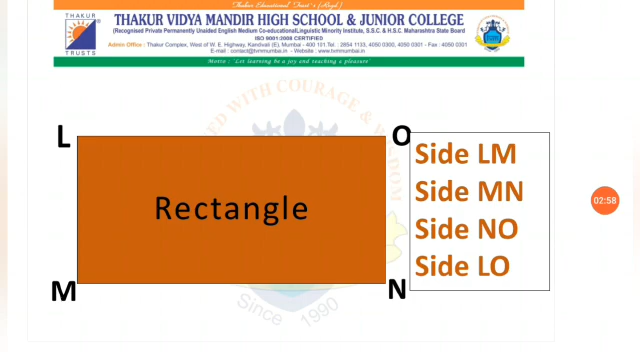 Thakur Educational Trust's (Regd.)
THAKUR VIDYA MANDIR HIGH SCHOOL & JUNIOR COLLEGE
(Recognised Private Permanently Unaided English Medium Co-educational,Linguistic Minority Institute, S.S.C. & H.S.C. Maharashtra State Board
ISO 9001:2008 CERTIFIED
Admin Office : Thakur Complex, West of W. E. Highway, Kandivali (E), Mumbai - 400 101.Tel : 2854 1133, 4050 0300, 4050 0301 - Fax : 4050 0301
E-mail : contact@tvmmumbai.in - Website : www.tvmmumbai.in
Motto : 'Let learning be a joy and teaching a pleasure'
THAKUR
TRUSTS
WITH COURAGE &
L
O
Rectangle
M
N
Side LM
Side MN
Side NO
Side LO
02:58
Since 1990